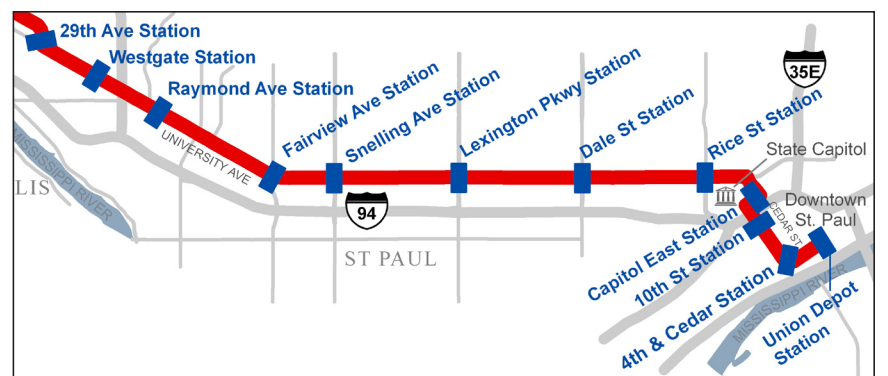 29th Ave Station
Westgate Station
Raymond Ave Station
Fairview Ave Station
Snelling Ave Station
Lexington Pkwy Station
Dale St Station
Rice St Station
35E
State Capitol
UNIVERSITY AVE
MISSISSIPPI RIVER
LIS
94
ST PAUL
Downtown
St. Paul
CEDAR ST
Capitol East Station
10th St Station
4th & Cedar Station
MISSISSIPPI RIVER
Union Depot
Station